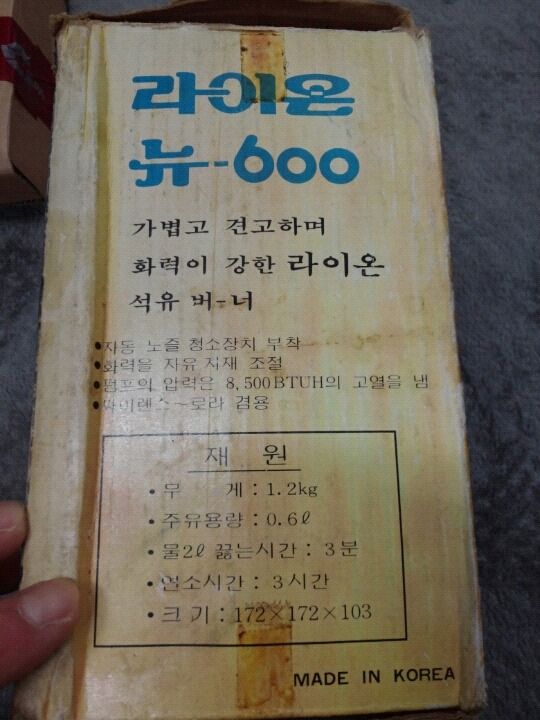 라이온
뉴-600
가볍고 견고하며
화력이 강한 라이온
석유 버-너
•자동 노즐 청소장치 부착
•화력을 자유 자재 조절
•펌프의 압력은 8,500BTUH의 고열을 냄
•싸이렌스-로라 겸용
재 원
•무 게 : 1.2kg
•주유용량 : 0.6ℓ
•물2ℓ 끓는시간 : 3분
•연소시간 : 3시간
•크 기 : 172×172×103
MADE IN KOREA